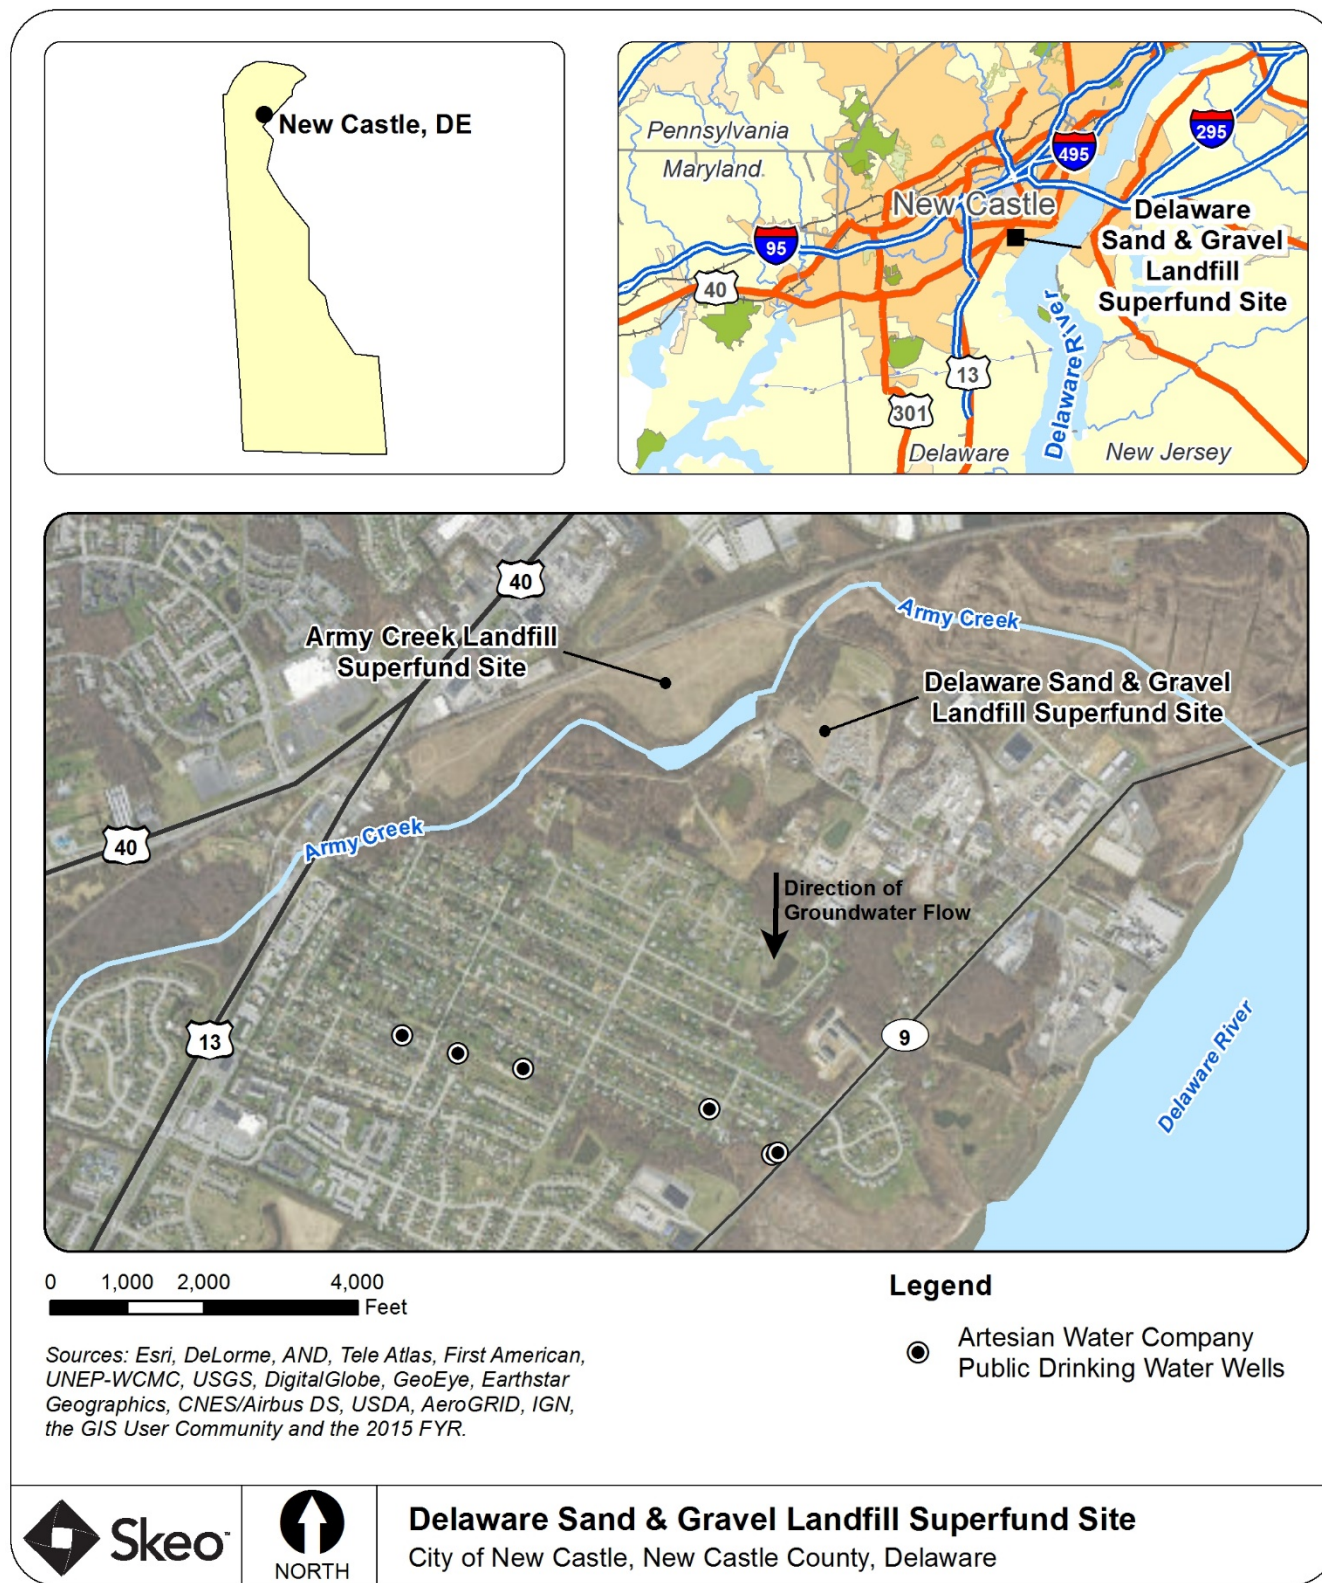 New Castle, DE
Pennsylvania
Maryland
295
495
New Castle
95
40
Delaware
Sand & Gravel
Landfill
Superfund Site
Delaware River
13
301
Delaware
New Jersey
40
Army Creek Landfill
Superfund Site
Army Creek
Delaware Sand & Gravel
Landfill Superfund Site
40
Army Creek
Direction of
Groundwater Flow
13
9
Delaware River
0 1,000 2,000 4,000
Feet
Legend
Artesian Water Company
Public Drinking Water Wells
Sources: Esri, DeLorme, AND, Tele Atlas, First American,
UNEP-WCMC, USGS, DigitalGlobe, GeoEye, Earthstar
Geographics, CNES/Airbus DS, USDA, AeroGRID, IGN,
the GIS User Community and the 2015 FYR.
Skeo™
NORTH
Delaware Sand & Gravel Landfill Superfund Site
City of New Castle, New Castle County, Delaware